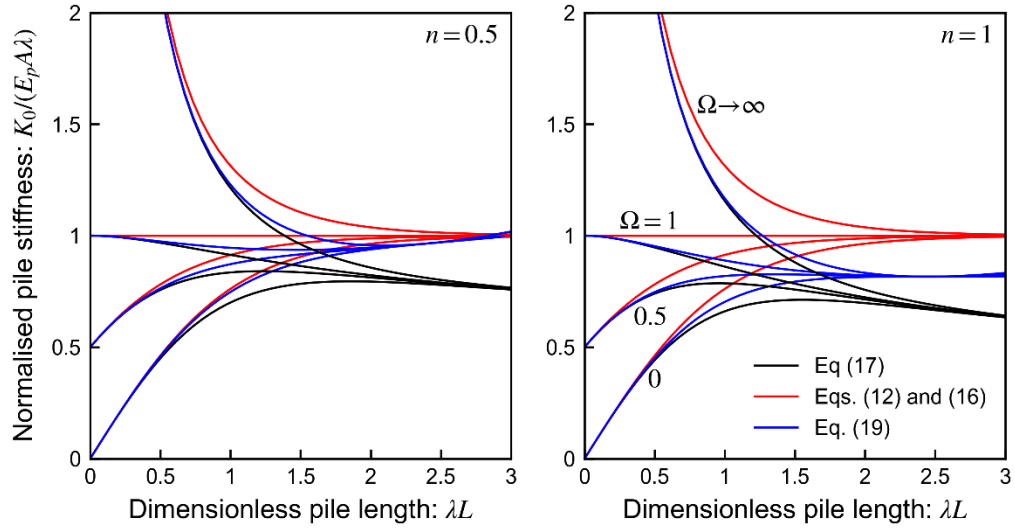 Normalised pile stiffness: K₀/(EₚAλ)
2
1.5
1
0.5
0
n = 0.5
0 0.5 1 1.5 2 2.5 3
Dimensionless pile length: λL
2
1.5
1
0.5
0
n = 1
Ω→∞
Ω = 1
0.5
0
Eq (17)
Eqs. (12) and (16)
Eq. (19)
0 0.5 1 1.5 2 2.5 3
Dimensionless pile length: λL